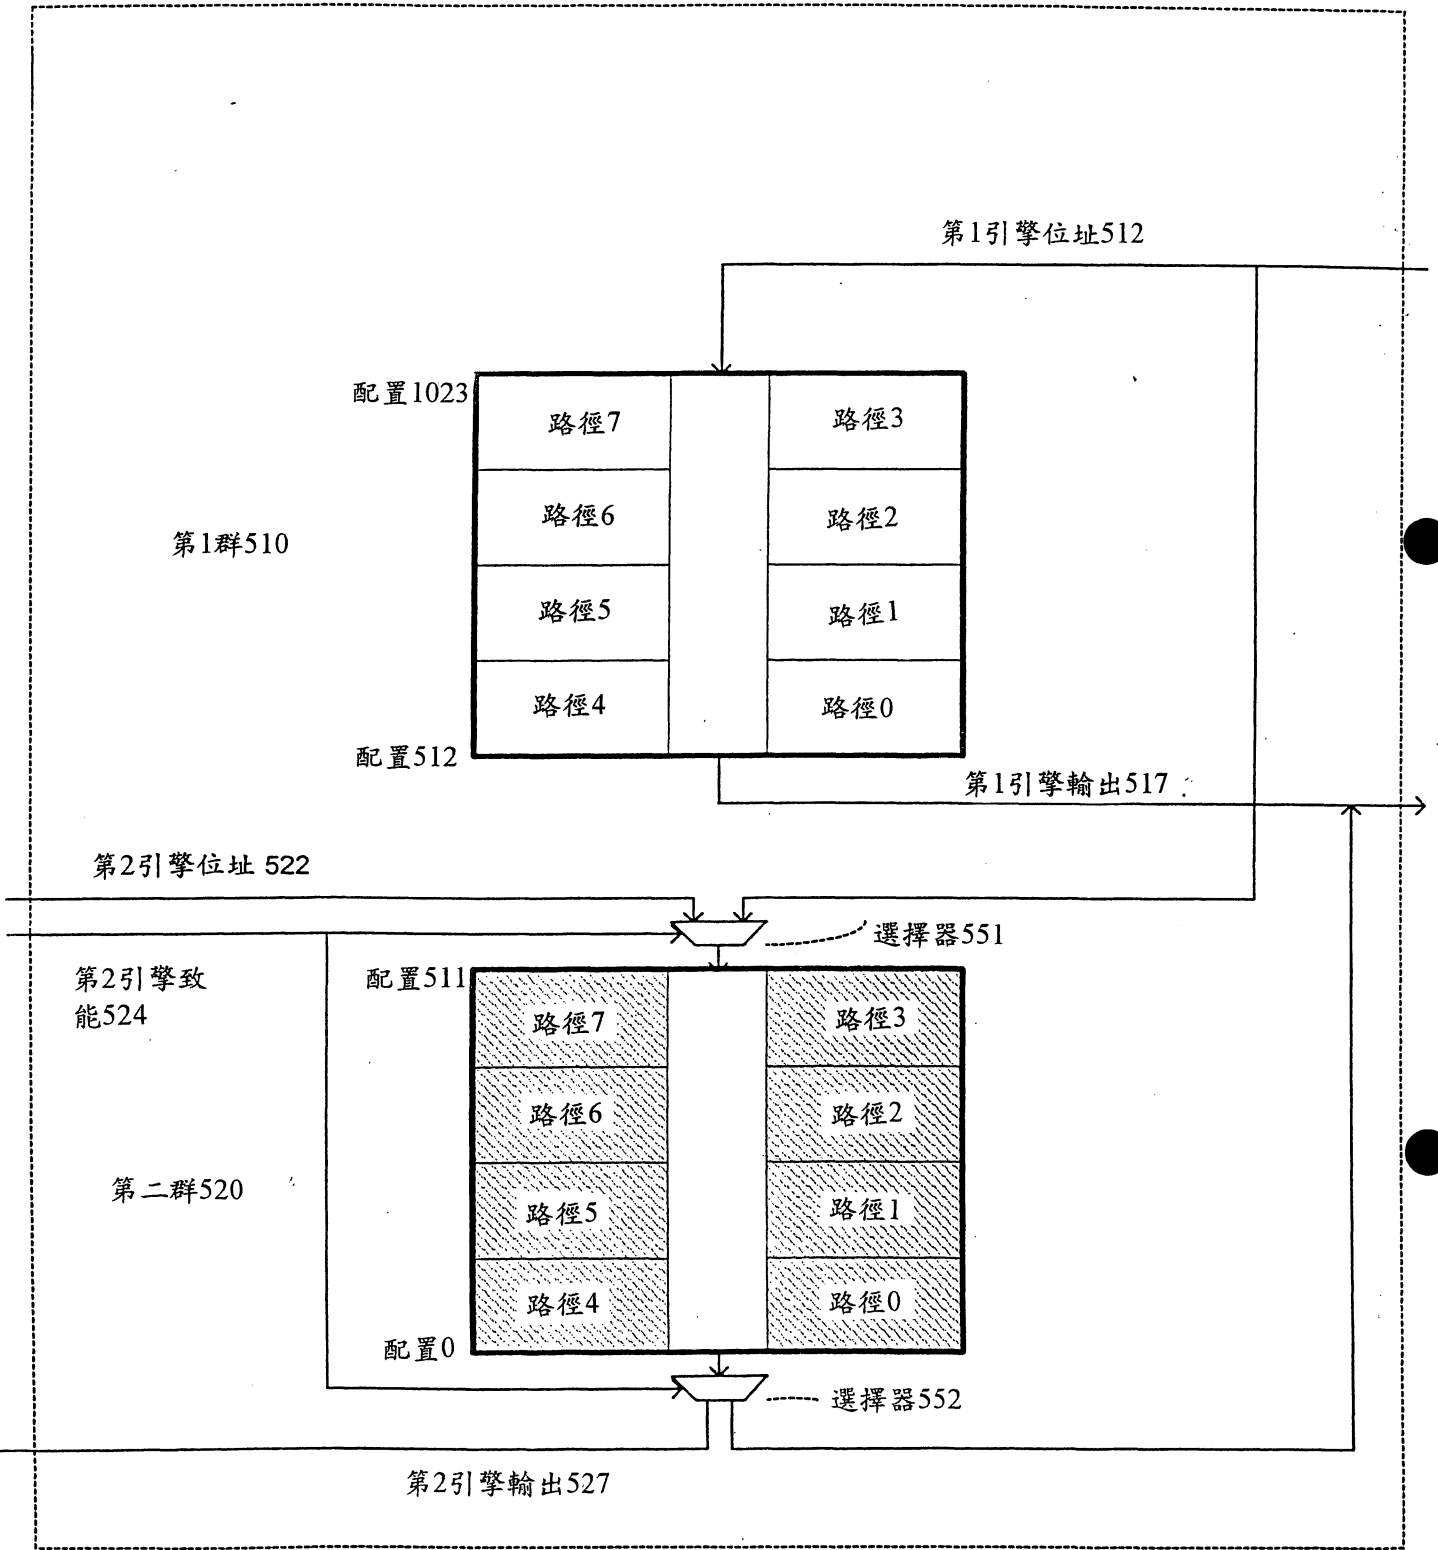 第1引擎位址512
配置1023
路徑7
路徑3
路徑6
路徑2
第1群510
路徑5
路徑1
路徑4
路徑0
配置512
第1引擎輸出517
第2引擎位址 522
選擇器551
第2引擎致
能524
配置511
路徑7
路徑3
路徑6
路徑2
第二群520
路徑5
路徑1
路徑4
路徑0
配置0
選擇器552
第2引擎輸出527